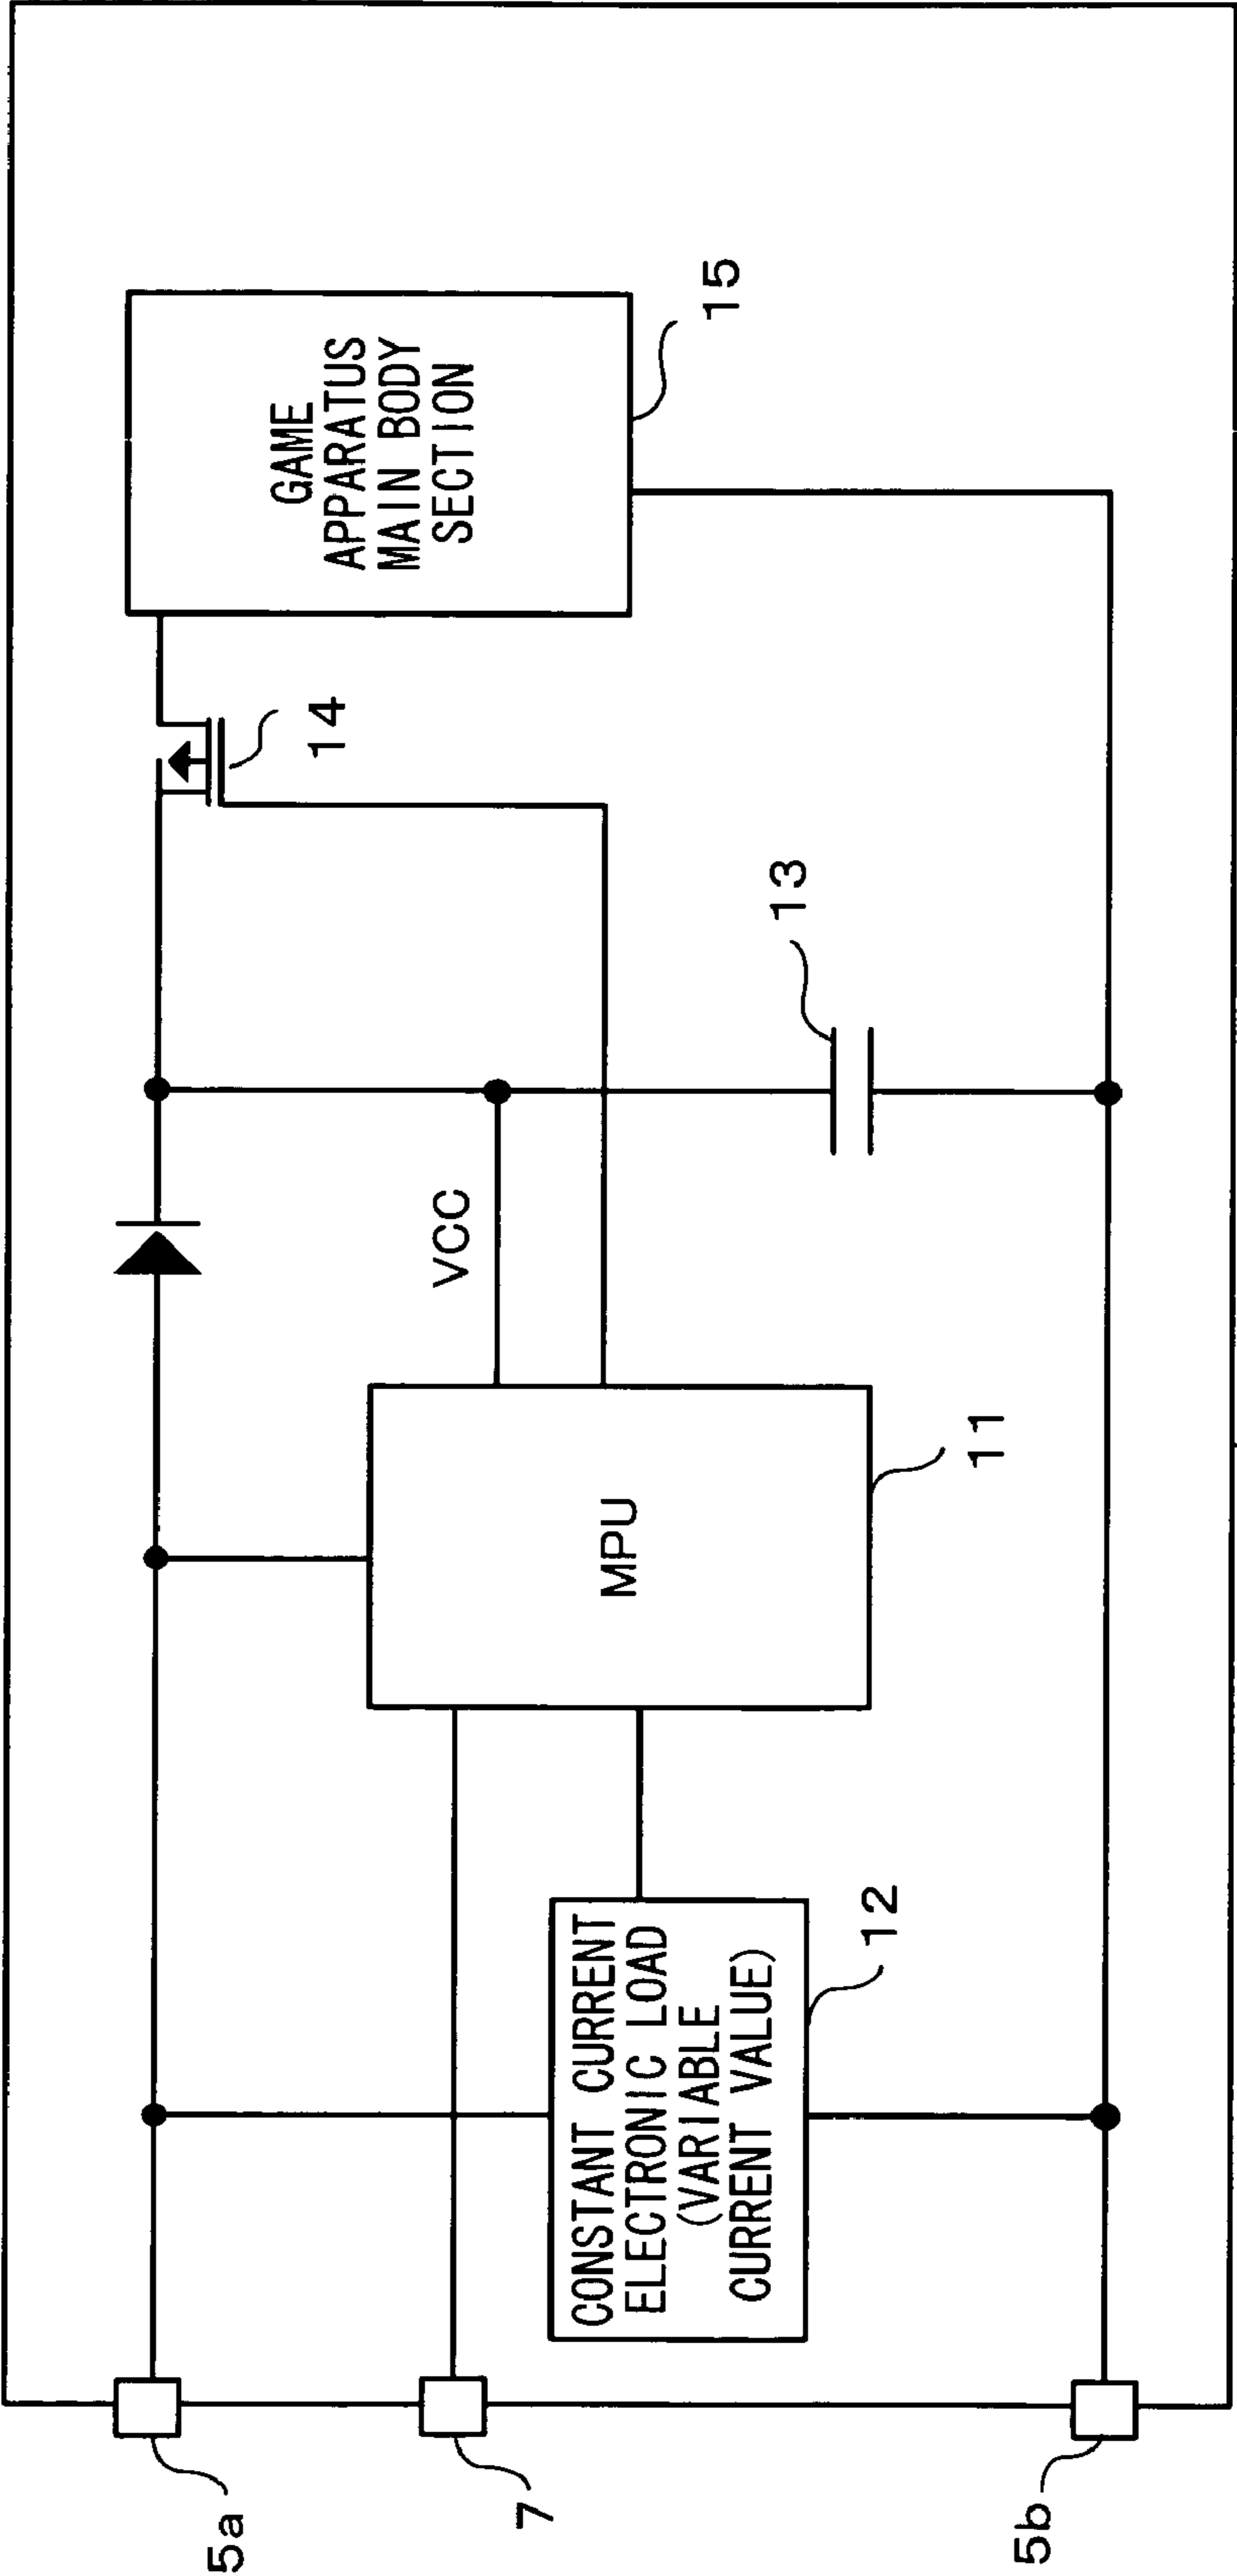 5a
7
5b
CONSTANT CURRENT
ELECTRONIC LOAD
(VARIABLE
CURRENT VALUE)
12
MPU
11
VCC
13
14
GAME
APPARATUS
MAIN BODY
SECTION
15